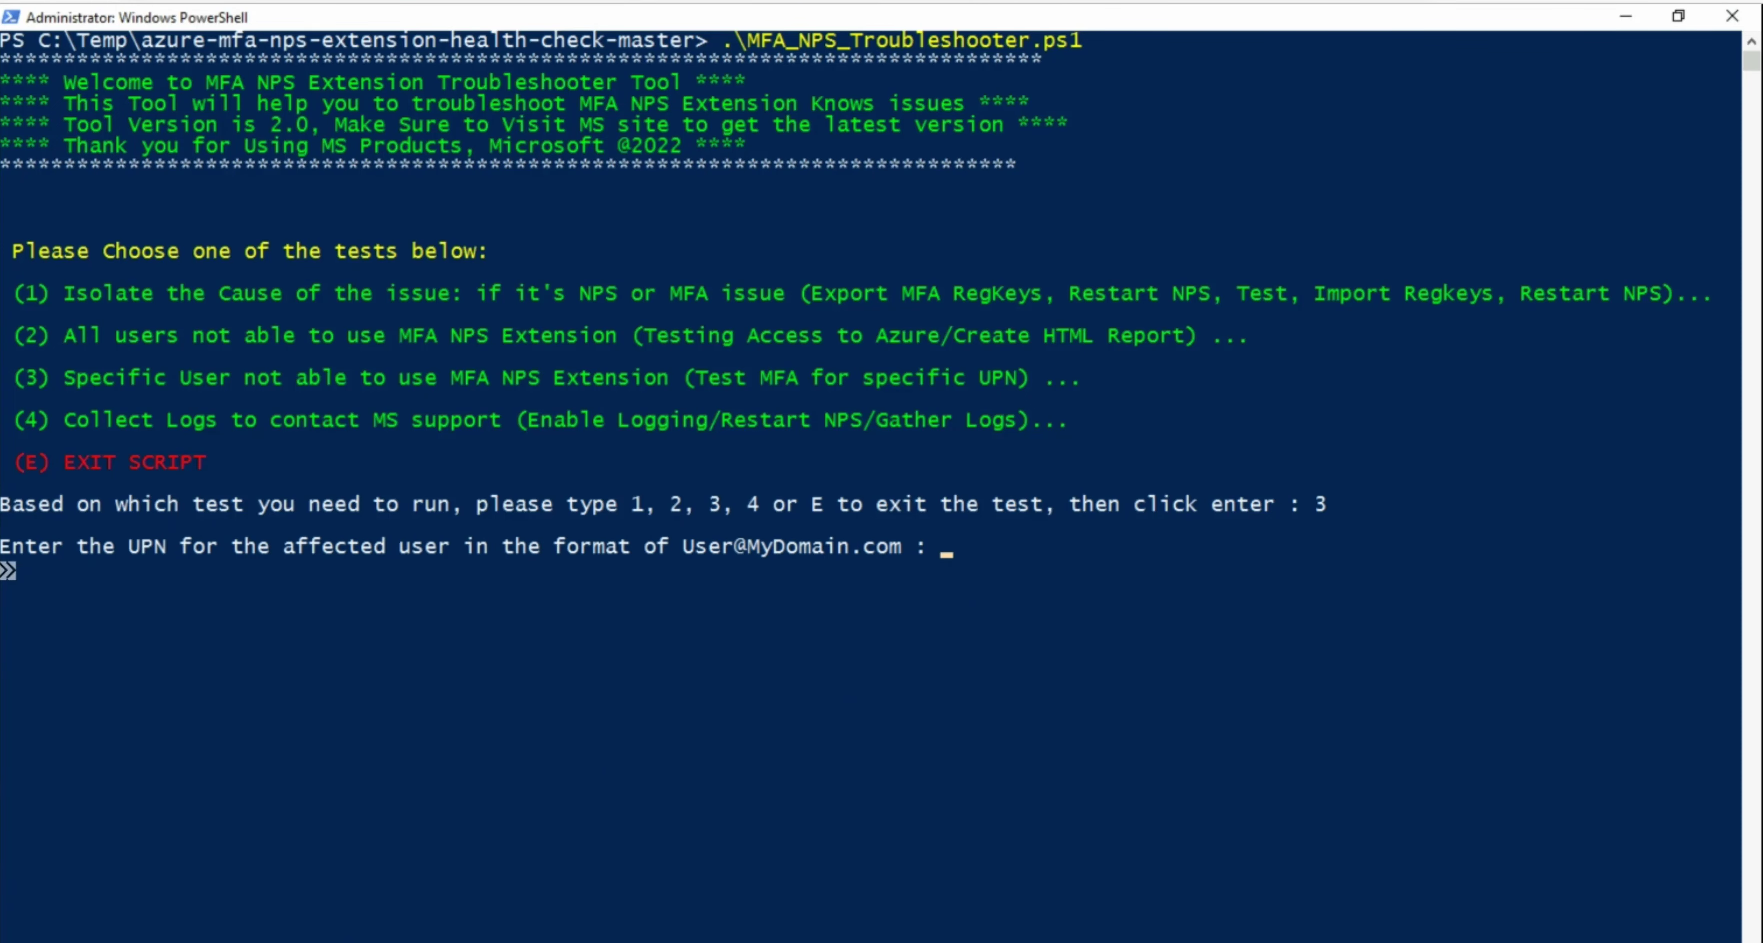 Administrator: Windows PowerShell
PS C:\Temp\azure-mfa-nps-extension-health-check-master> .\MFA_NPS_Troubleshooter.ps1
*********************************************************************************
**** Welcome to MFA NPS Extension Troubleshooter Tool ****
**** This Tool will help you to troubleshoot MFA NPS Extension Knows issues ****
**** Tool Version is 2.0, Make Sure to Visit MS site to get the latest version ****
**** Thank you for Using MS Products, Microsoft @2022 ****
*******************************************************************************
Please Choose one of the tests below:
(1) Isolate the Cause of the issue: if it's NPS or MFA issue (Export MFA RegKeys, Restart NPS, Test, Import Regkeys, Restart NPS)...
(2) All users not able to use MFA NPS Extension (Testing Access to Azure/Create HTML Report) ...
(3) Specific User not able to use MFA NPS Extension (Test MFA for specific UPN) ...
(4) Collect Logs to contact MS support (Enable Logging/Restart NPS/Gather Logs)...
(E) EXIT SCRIPT
Based on which test you need to run, please type 1, 2, 3, 4 or E to exit the test, then click enter : 3
Enter the UPN for the affected user in the format of User@MyDomain.com : _
»